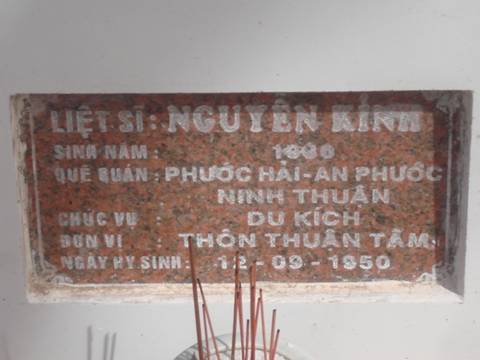 LIỆT SĨ : NGUYỄN KÍNH
SINH NĂM :
QUÊ QUÁN : PHƯỚC HẢI-AN PHƯỚC
NINH THUẬN
CHỨC VỤ : DU KÍCH
ĐƠN VỊ : THÔN THUẬN TÂM
NGÀY HY SINH : 12-09-1950